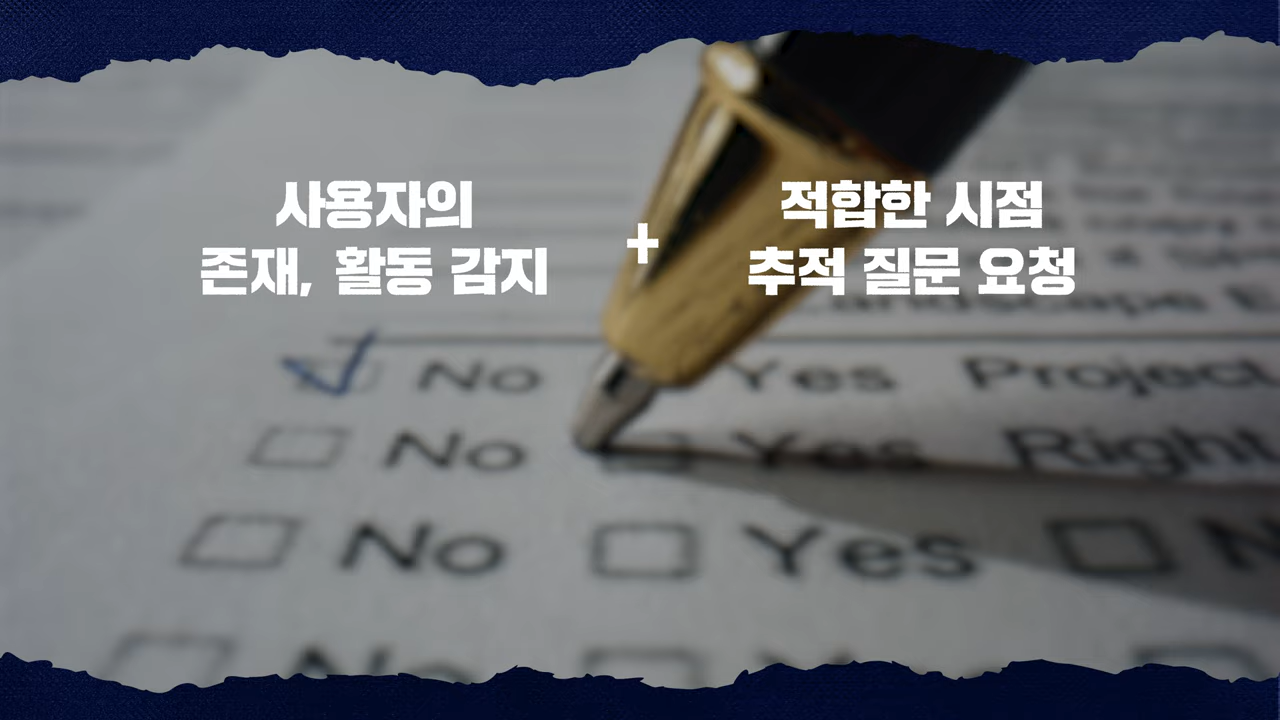 사용자의
존재, 활동 감지
+
적합한 시점
추적 질문 요청
No Yes Project
No Yes Right
No Yes
No